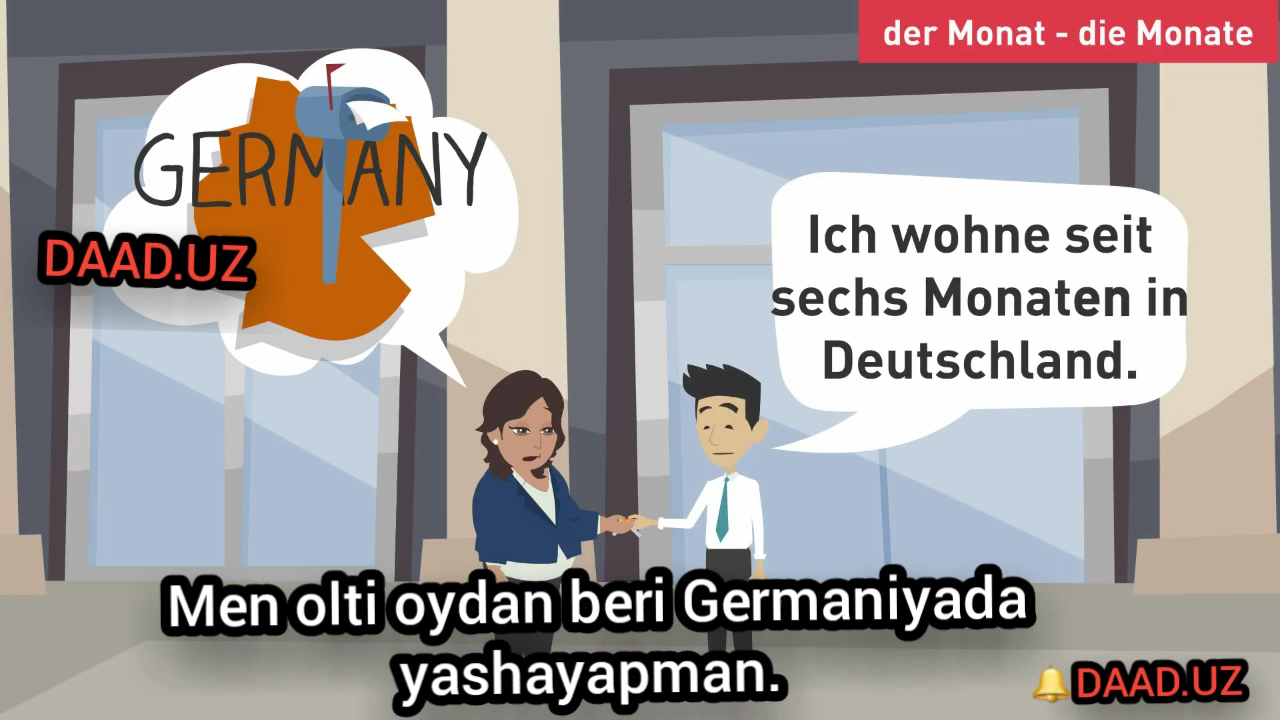 der Monat - die Monate
GERMANY
DAAD.UZ
Ich wohne seit
sechs Monaten in
Deutschland.
Men olti oydan beri Germaniyada
yashayapman.
DAAD.UZ